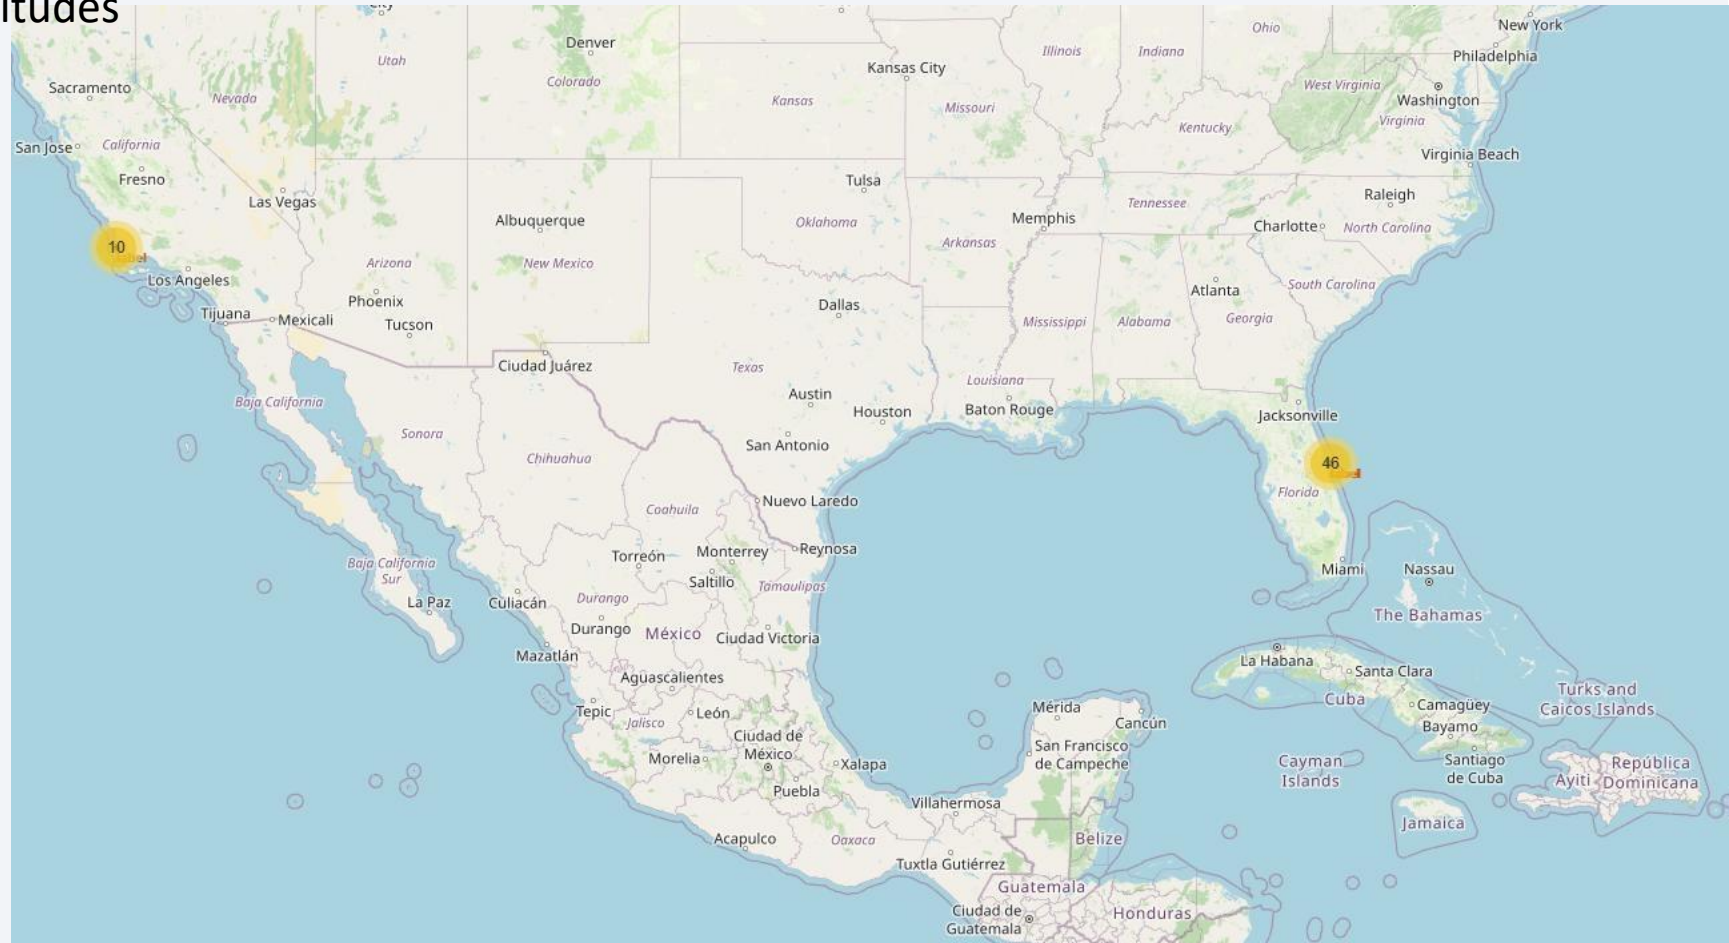 itudes
City
New York
Ohio
Denver
Illinois
Indiana
Philadelphia
Utah
Kansas City
Colorado
West Virginia
Sacramento
Nevada
Kansas
Missouri
Washington
Virginia
Kentucky
San Jose
California
Virginia Beach
Fresno
Tulsa
Las Vegas
Raleigh
Albuquerque
Memphis
Tennessee
Oklahoma
Charlotte
North Carolina
10
Arkansas
Arizona
New Mexico
Los Angeles
South Carolina
Phoenix
Dallas
Atlanta
Tijuana
Mexicali
Tucson
Mississippi
Alabama
Georgia
Ciudad Juárez
Texas
Louisiana
Austin
Baja California
Houston
Baton Rouge
Jacksonville
Sonora
San Antonio
Chihuahua
46
Florida
Nuevo Laredo
Coahuila
Torreón
Monterrey
Reynosa
Baja California
Sur
Saltillo
Tamaulipas
Miami
Nassau
La Paz
Culiacán
Durango
The Bahamas
Durango
México
Ciudad Victoria
Mazatlán
La Habana
Santa Clara
Aguascalientes
Cuba
Turks and
Caicos Islands
Camagüey
Tepic
Jalisco
León
Mérida
Cancún
Bayamo
Ciudad de
México
San Francisco
de Campeche
Morelia
Xalapa
Cayman
Islands
Santiago
de Cuba
Ayiti
República
Dominicana
Puebla
Villahermosa
Jamaica
Acapulco
Oaxaca
Belize
Tuxtla Gutiérrez
Guatemala
Ciudad de
Guatemala
Honduras